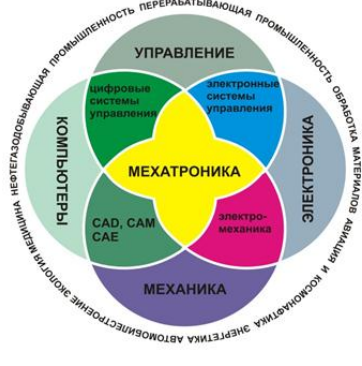 НЕФТЕГАЗОДОБЫВАЮЩАЯ ПРОМЫШЛЕННОСТЬ ПЕРЕРАБАТЫВАЮЩАЯ ПРОМЫШЛЕННОСТЬ ОБРАБОТКА МАТЕРИАЛОВ АВИАЦИЯ И КОСМОНАФТИКА ЭНЕРГЕТИКА АВТОМОБИЛЕСТРОЕНИЕ ЭКОЛОГИЯ МЕДИЦИНА
УПРАВЛЕНИЕ
цифровые
системы
управления
электронные
системы
управления
КОМПЬЮТЕРЫ
МЕХАТРОНИКА
ЭЛЕКТРОНИКА
CAD, CAM
CAE
электро-
механика
МЕХАНИКА